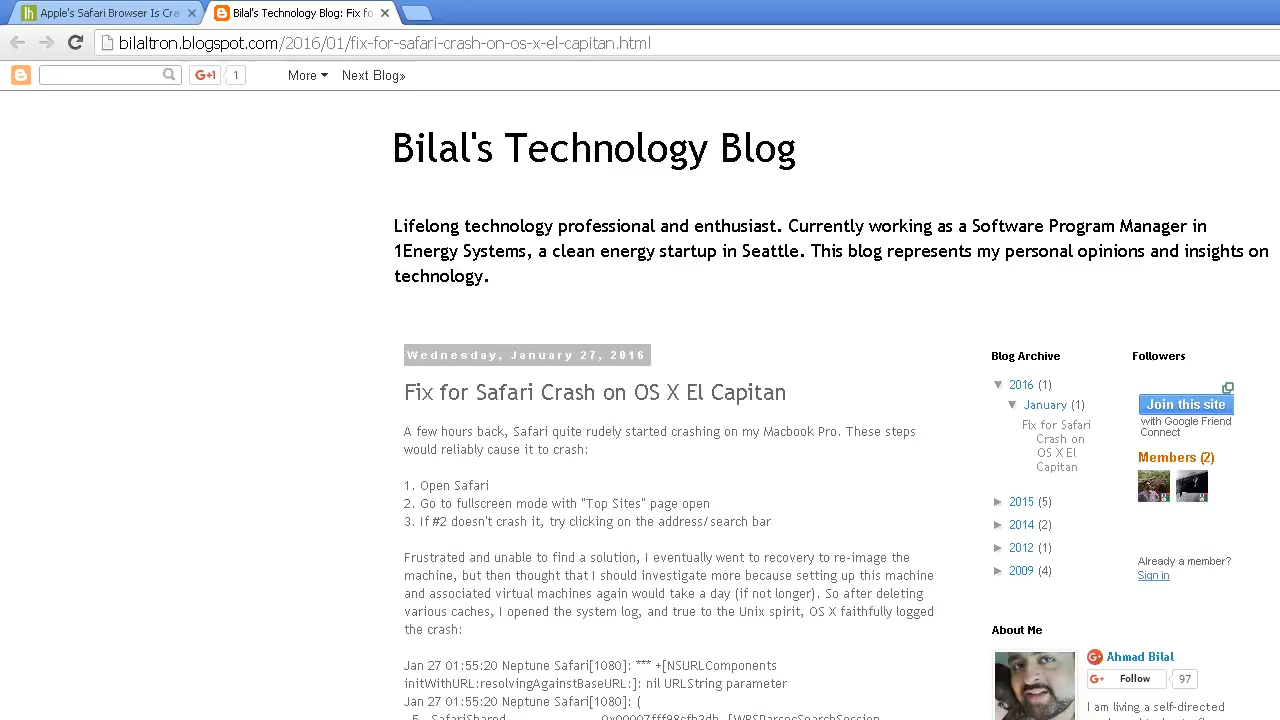 Apple's Safari Browser Is Cra
Bilal's Technology Blog: Fix fo
bilaltron.blogspot.com/2016/01/fix-for-safari-crash-on-os-x-el-capitan.html
G+1 1 More Next Blog»
Bilal's Technology Blog
Lifelong technology professional and enthusiast. Currently working as a Software Program Manager in
1Energy Systems, a clean energy startup in Seattle. This blog represents my personal opinions and insights on
technology.
Wednesday, January 27, 2016
Fix for Safari Crash on OS X El Capitan
A few hours back, Safari quite rudely started crashing on my Macbook Pro. These steps
would reliably cause it to crash:
1. Open Safari
2. Go to fullscreen mode with "Top Sites" page open
3. If #2 doesn't crash it, try clicking on the address/search bar
Frustrated and unable to find a solution, I eventually went to recovery to re-image the
machine, but then thought that I should investigate more because setting up this machine
and associated virtual machines again would take a day (if not longer). So after deleting
various caches, I opened the system log, and true to the Unix spirit, OS X faithfully logged
the crash:
Jan 27 01:55:20 Neptune Safari[1080]: *** +[NSURLComponents
initWithURL:resolvingAgainstBaseURL:]: nil URLString parameter
Jan 27 01:55:20 Neptune Safari[1080]: (
Blog Archive
2016 (1)
January (1)
Fix for Safari
Crash on
OS X El
Capitan
2015 (5)
2014 (2)
2012 (1)
2009 (4)
Followers
Join this site
with Google Friend
Connect
Members (2)
Already a member?
Sign in
About Me
Ahmad Bilal
G+ Follow 97
I am living a self-directed